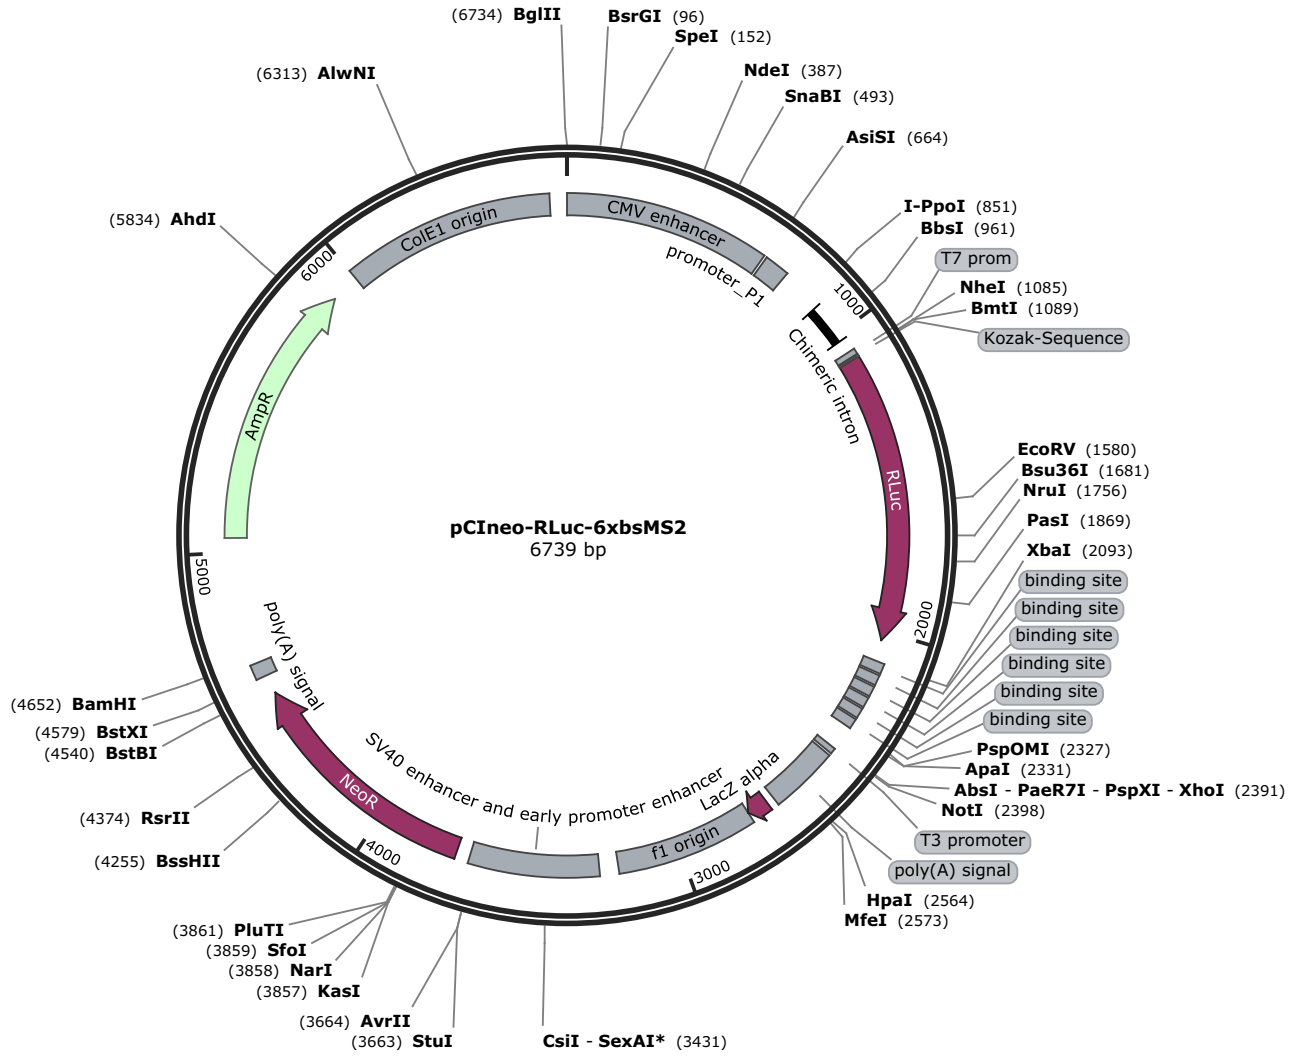 (6734) BglII
BsrGI (96)
SpeI (152)
NdeI (387)
SnaBI (493)
AsiSI (664)
I-PpoI (851)
BbsI (961)
T7 prom
NheI (1085)
BmtI (1089)
Kozak-Sequence
EcoRV (1580)
Bsu36I (1681)
NruI (1756)
PasI (1869)
XbaI (2093)
binding site
binding site
binding site
binding site
binding site
binding site
PspOMI (2327)
ApaI (2331)
AbsI - PaeR7I - PspXI - XhoI (2391)
NotI (2398)
T3 promoter
poly(A) signal
HpaI (2564)
MfeI (2573)
CsiI - SexAI* (3431)
(3663) StuI
(3664) AvrII
(3857) KasI
(3858) NarI
(3859) SfoI
(3861) PluTI
(4255) BssHII
(4374) RsrII
(4540) BstBI
(4579) BstXI
(4652) BamHI
(5834) AhdI
(6313) AlwNI
CMV enhancer
promoter_P1
Chimeric intron
1000
RLuc
2000
LacZ alpha
f1 origin
3000
SV40 enhancer and early promoter enhancer
4000
NeoR
poly(A) signal
5000
AmpR
6000
ColE1 origin
pCIneo-RLuc-6xbsMS2
6739 bp